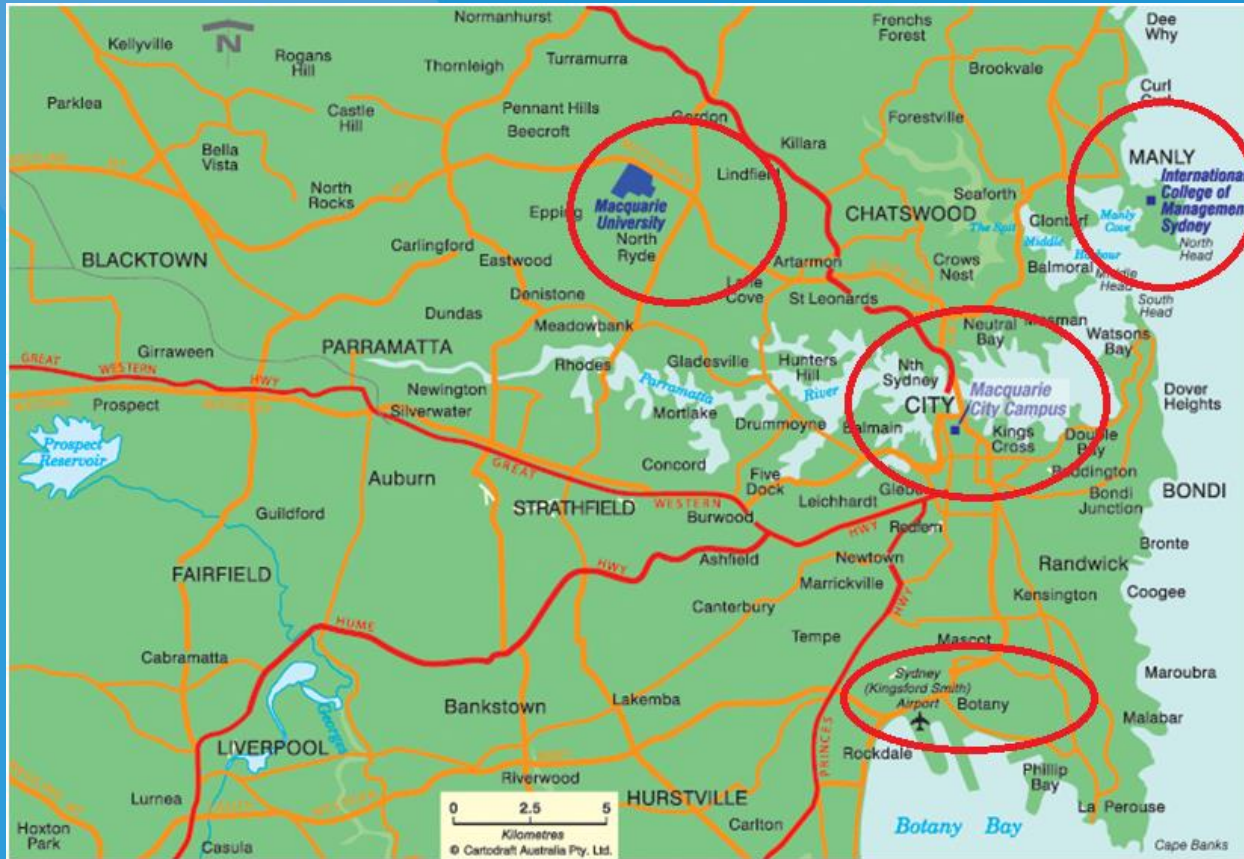 Normanhurst
Frenchs
Forest
Dee
Why
Kellyville
N
Rogans
Hill
Thornleigh
Turramurra
Brookvale
Curl
Parklea
Castle
Hill
Pennant Hills
Beecroft
Gordon
Forestville
Killara
Bella
Vista
MANLY
North
Rocks
Macquarie
University
Lindfield
Seaforth
International
College of
Management
Sydney
Epping
North
Ryde
CHATSWOOD
The Spit
Clontarf
Manly
Cove
Middle
Harbour
North
Head
Carlingford
Eastwood
BLACKTOWN
Artarmon
Crows
Nest
Balmoral
Middle
Head
Denistone
Lane
Cove
St Leonards
South
Head
Dundas
Meadowbank
Neutral
Bay
Mosman
Watsons
Bay
Girraween
PARRAMATTA
Rhodes
Gladesville
Hunters
Hill
Nth
Sydney
GREAT
WESTERN
HWY
Newington
Parramatta
River
Macquarie
City Campus
Dover
Heights
Prospect
Silverwater
Mortlake
CITY
Drummoyne
Balmain
Kings
Cross
Double
Bay
Prospect
Reservoir
Concord
Paddington
Auburn
GREAT
WESTERN
HWY
Five
Dock
Leichhardt
Glebe
Bondi
Junction
BONDI
Guildford
STRATHFIELD
Burwood
Redfern
Bronte
FAIRFIELD
HWY
Ashfield
Newtown
Randwick
Marrickville
HWY
Kensington
Coogee
Canterbury
HUME
Tempe
Mascot
Cabramatta
Maroubra
Sydney
(Kingsford Smith)
Airport
Bankstown
Lakemba
Botany
Malabar
Georges
LIVERPOOL
PRINCES
Rockdale
Riverwood
Phillip
Bay
Lurnea
0 2.5 5
Kilometres
© Cartodraft Australia Pty. Ltd.
HURSTVILLE
La Perouse
Hoxton
Park
Carlton
Botany Bay
Casula
Cape Banks